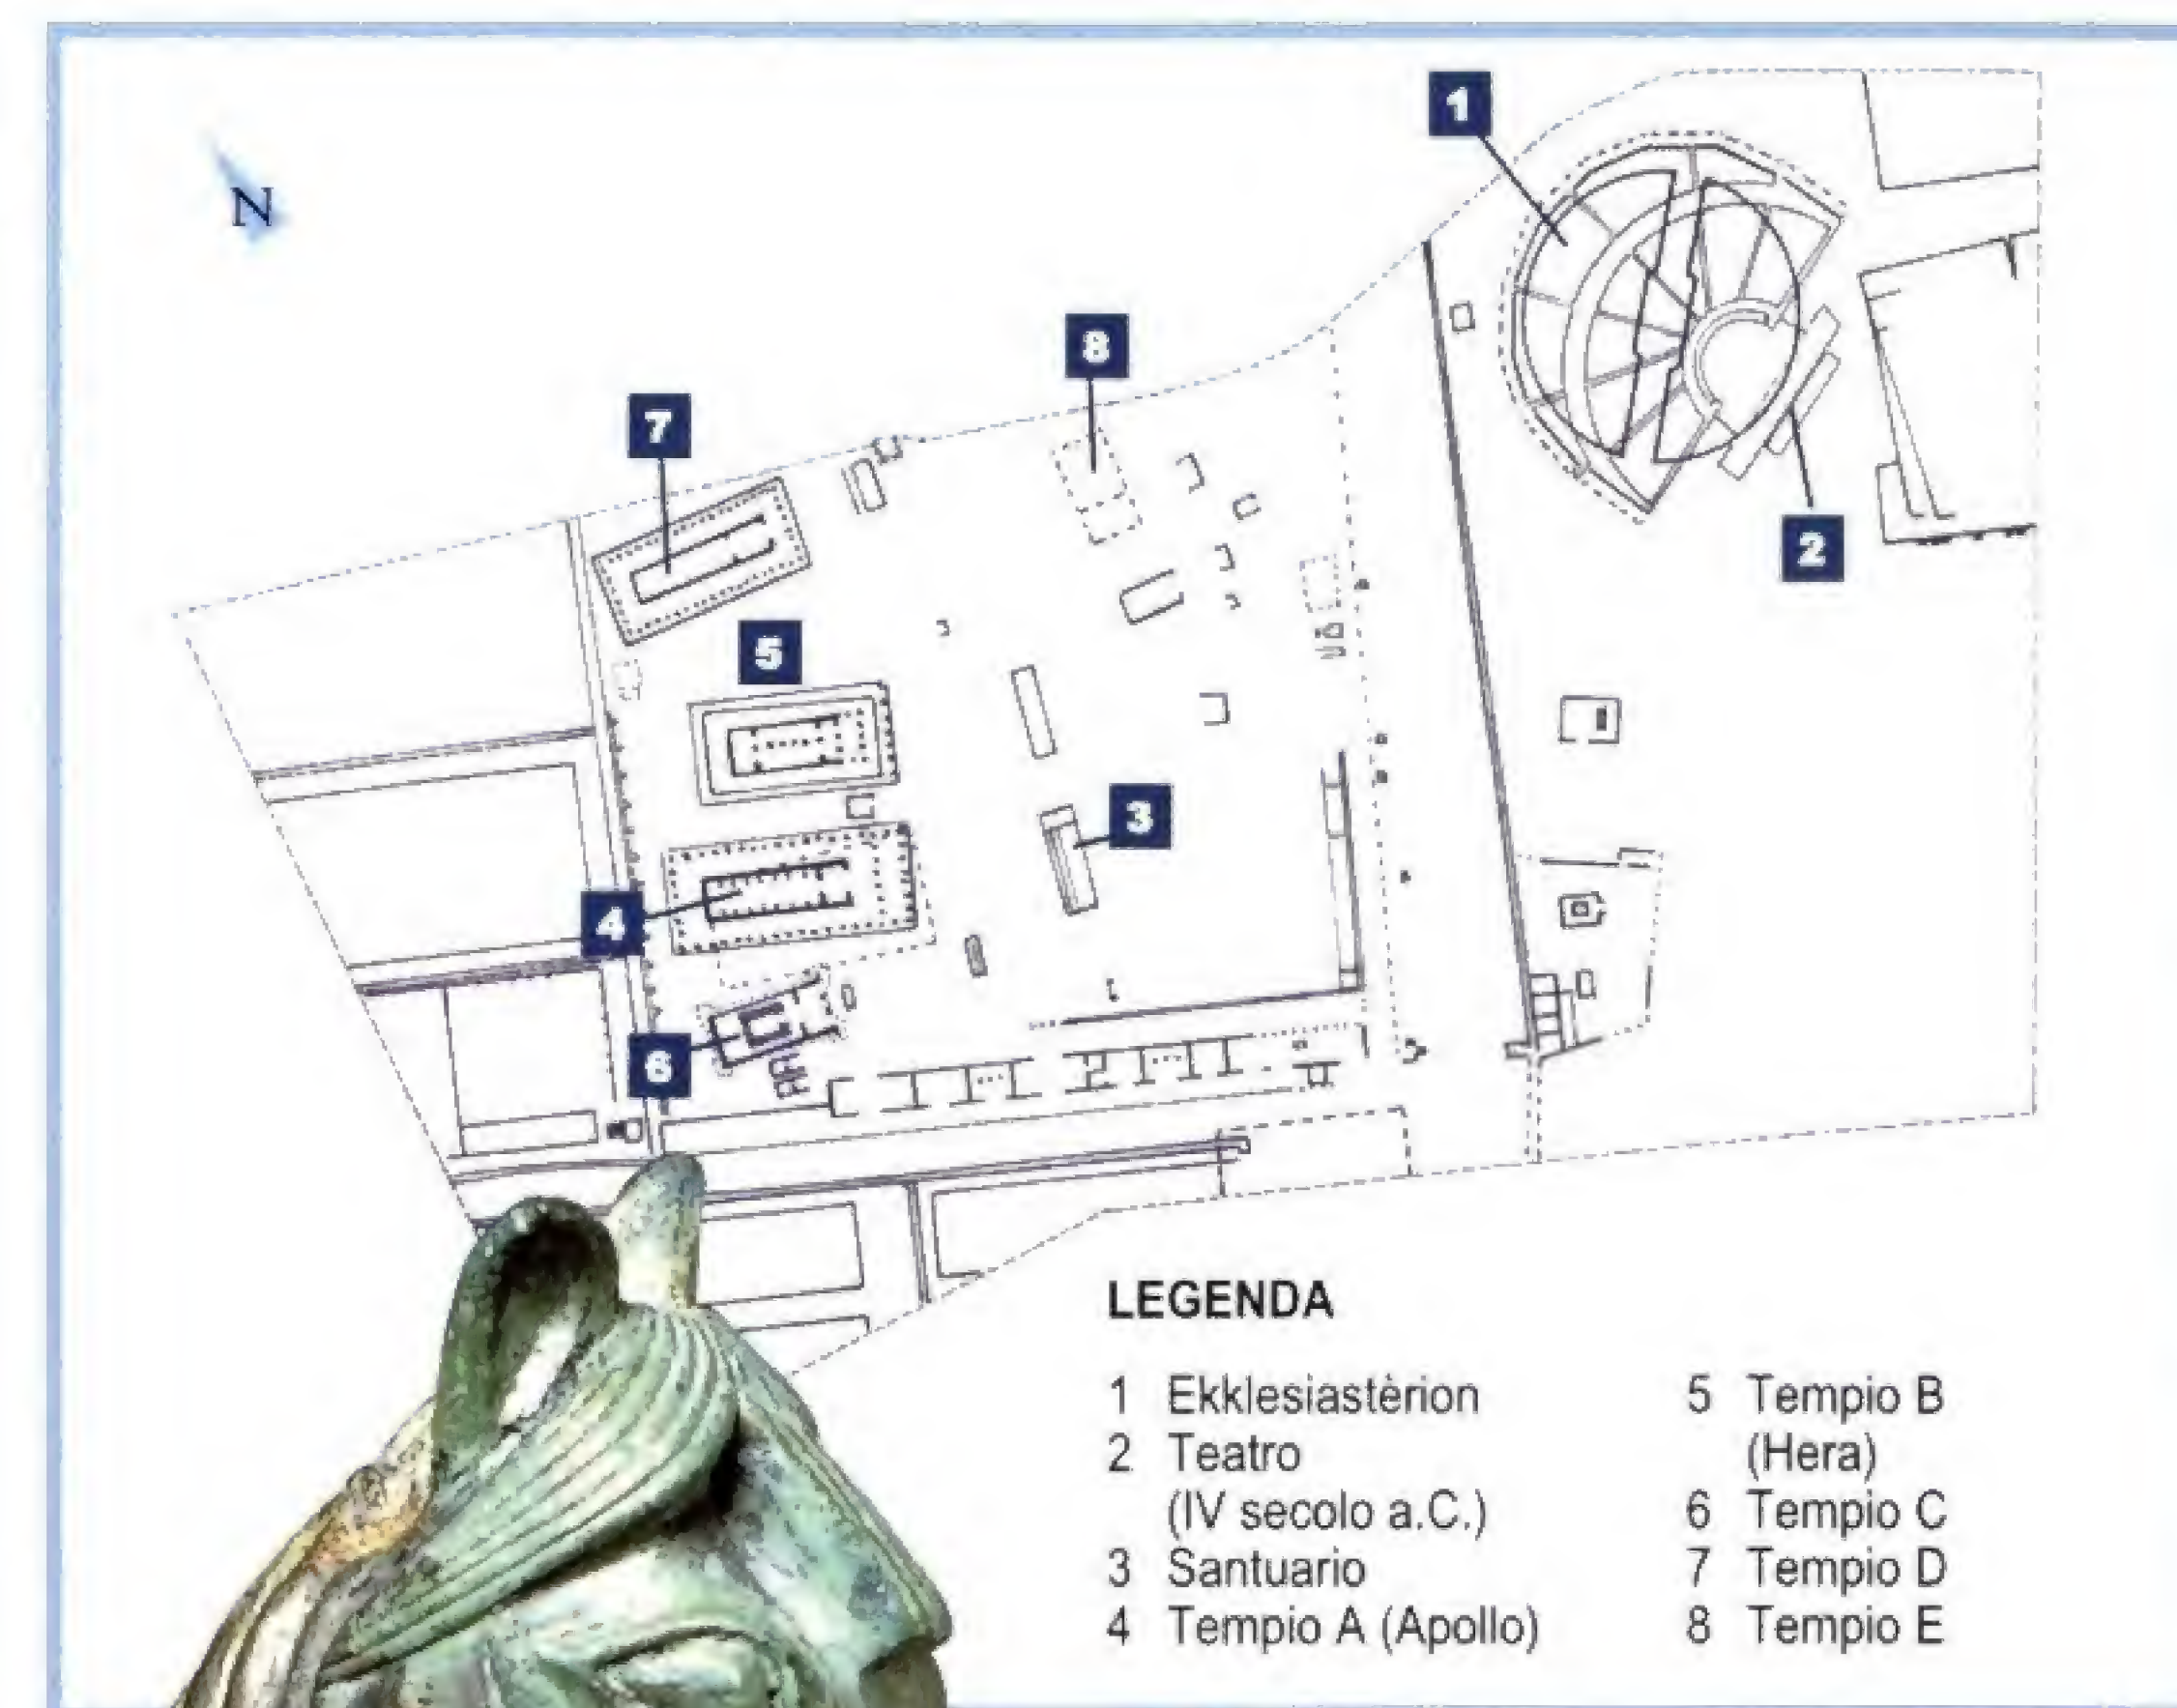 1
N
8
7
2
5
3
4
6
LEGENDA
1 Ekklesiastèrion
2 Teatro
(IV secolo a.C.)
3 Santuario
4 Tempio A (Apollo)
5 Tempio B
(Hera)
6 Tempio C
7 Tempio D
8 Tempio E